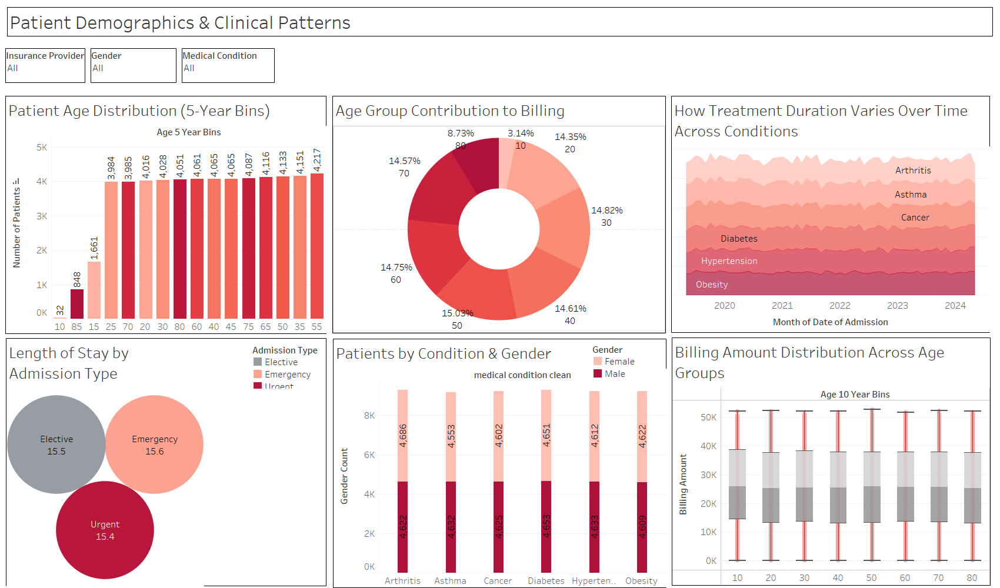 Patient Demographics & Clinical Patterns
Insurance Provider
All
Gender
All
Medical Condition
All
Patient Age Distribution (5-Year Bins)
Age 5 Year Bins
Number of Patients
5K
4K
3K
2K
1K
0K
32
848
1,661
3,984
3,985
4,016
4,028
4,051
4,061
4,065
4,065
4,087
4,116
4,133
4,151
4,217
10 85 15 25 70 20 30 80 60 40 45 75 65 50 35 55
Age Group Contribution to Billing
8.73%
80
3.14%
10
14.35%
20
14.57%
70
14.82%
30
14.75%
60
14.61%
40
15.03%
50
How Treatment Duration Varies Over Time
Across Conditions
Arthritis
Asthma
Cancer
Diabetes
Hypertension
Obesity
2020 2021 2022 2023 2024
Month of Date of Admission
Length of Stay by
Admission Type
Admission Type
Elective
Emergency
Urgent
Elective
15.5
Emergency
15.6
Urgent
15.4
Patients by Condition & Gender
Gender
Female
Male
medical condition clean
Gender Count
8K
6K
4K
2K
0K
4,686
4,553
4,602
4,651
4,612
4,622
4,622
4,632
4,625
4,653
4,633
4,609
Arthritis Asthma Cancer Diabetes Hyperten.. Obesity
Billing Amount Distribution Across Age
Groups
Age 10 Year Bins
Billing Amount
50K
40K
30K
20K
10K
0K
10 20 30 40 50 60 70 80